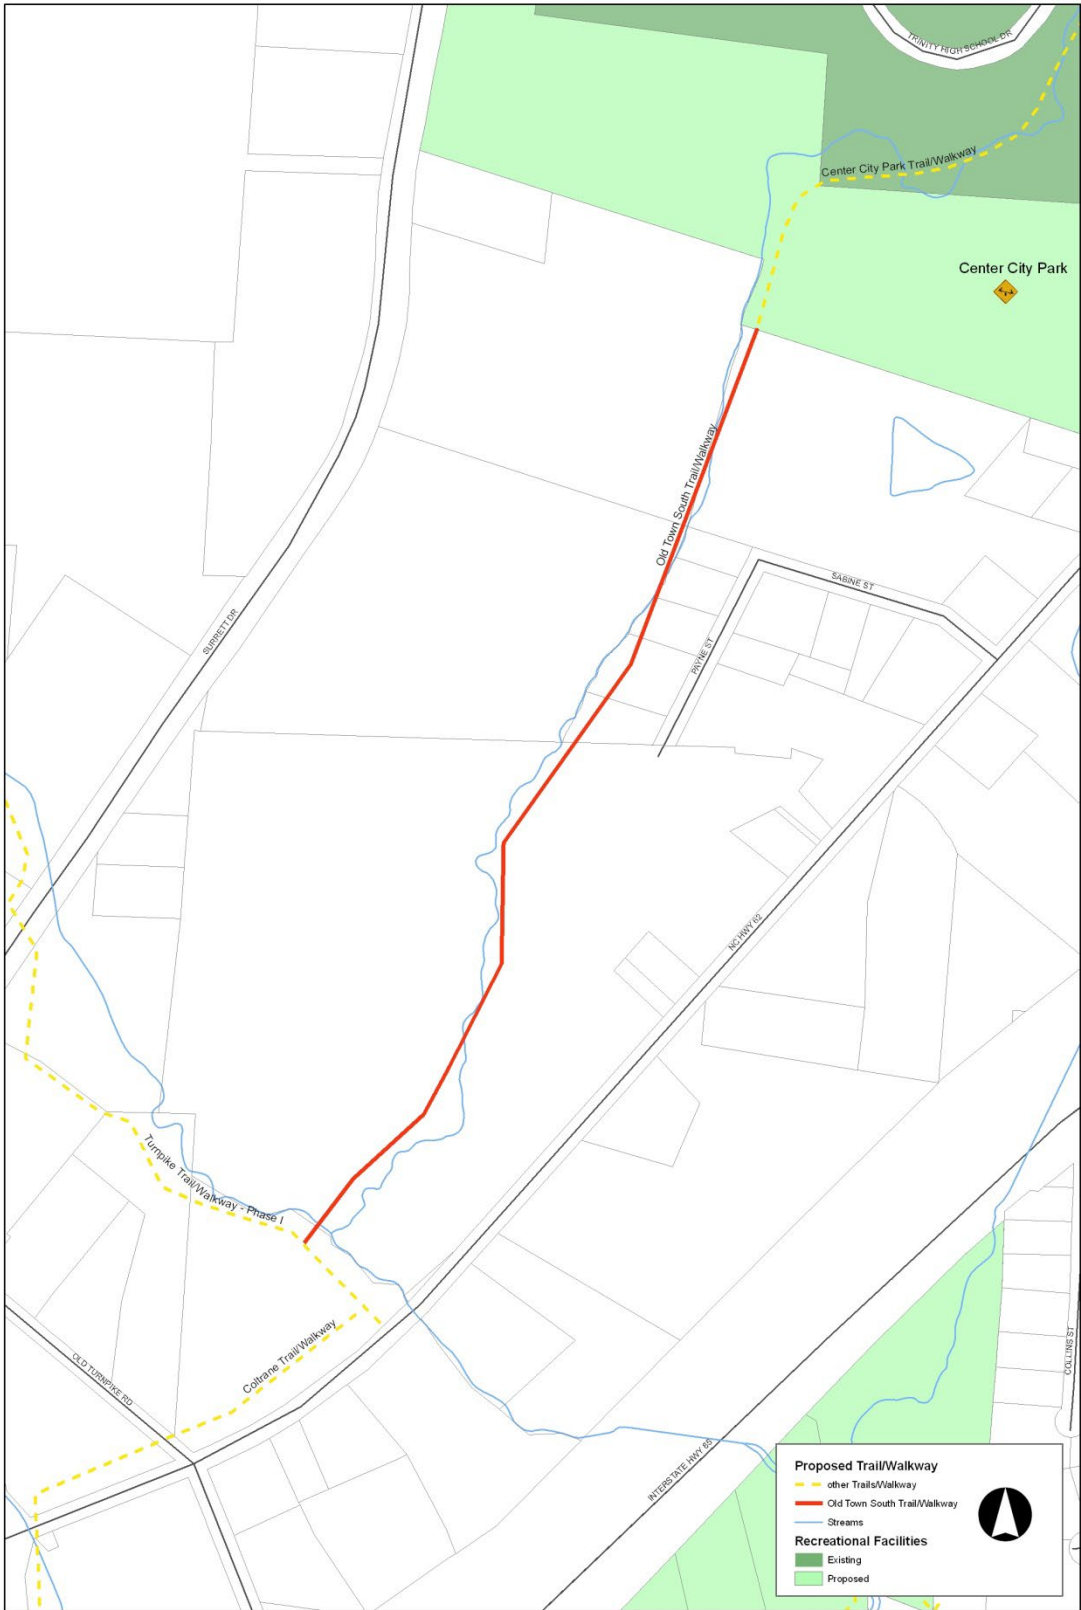 TRINITY HIGH SCHOOL DR
Center City Park Trail/Walkway
Center City Park
Old Town South Trail/Walkway
SABINE ST
SURRETT DR
PAYNE ST
NC HWY 62
Turnpike Trail/Walkway - Phase I
Coltrane Trail/Walkway
OLD TURNPIKE RD
COLLINS ST
INTERSTATE HWY 85
Proposed Trail/Walkway
other Trails/Walkway
Old Town South Trail/Walkway
Streams
Recreational Facilities
Existing
Proposed